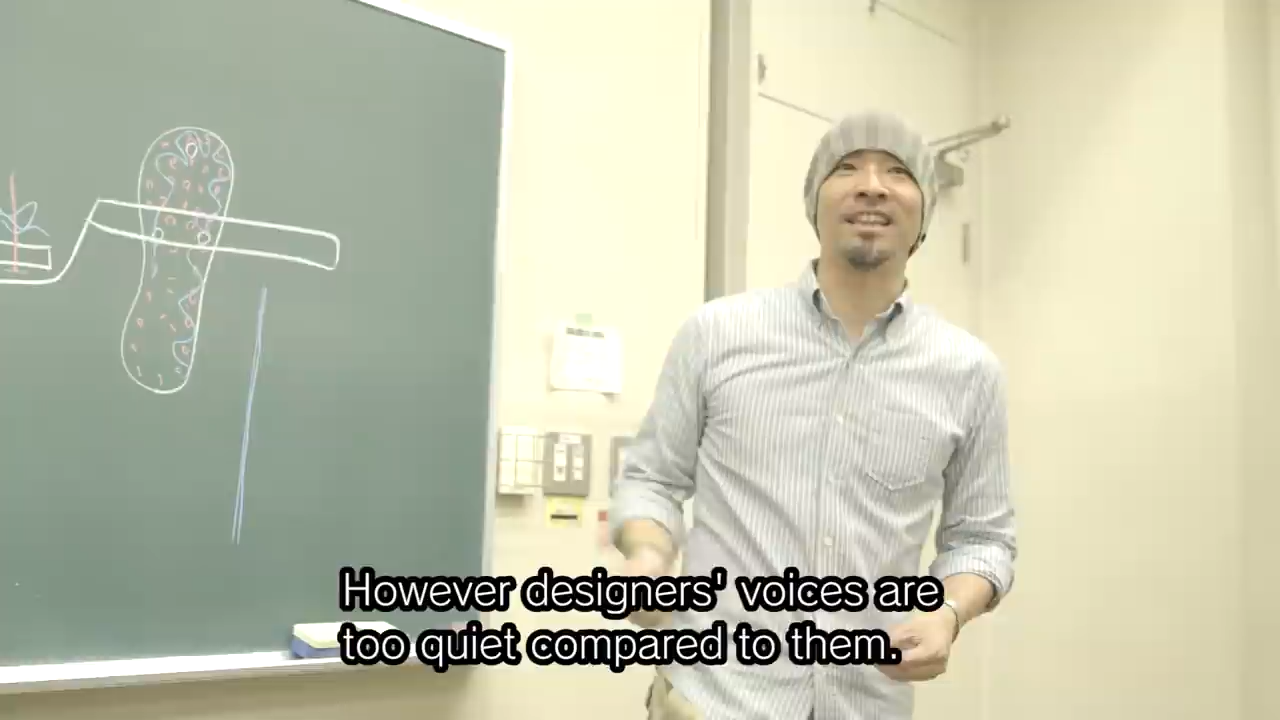 However designers' voices are
too quiet compared to them.